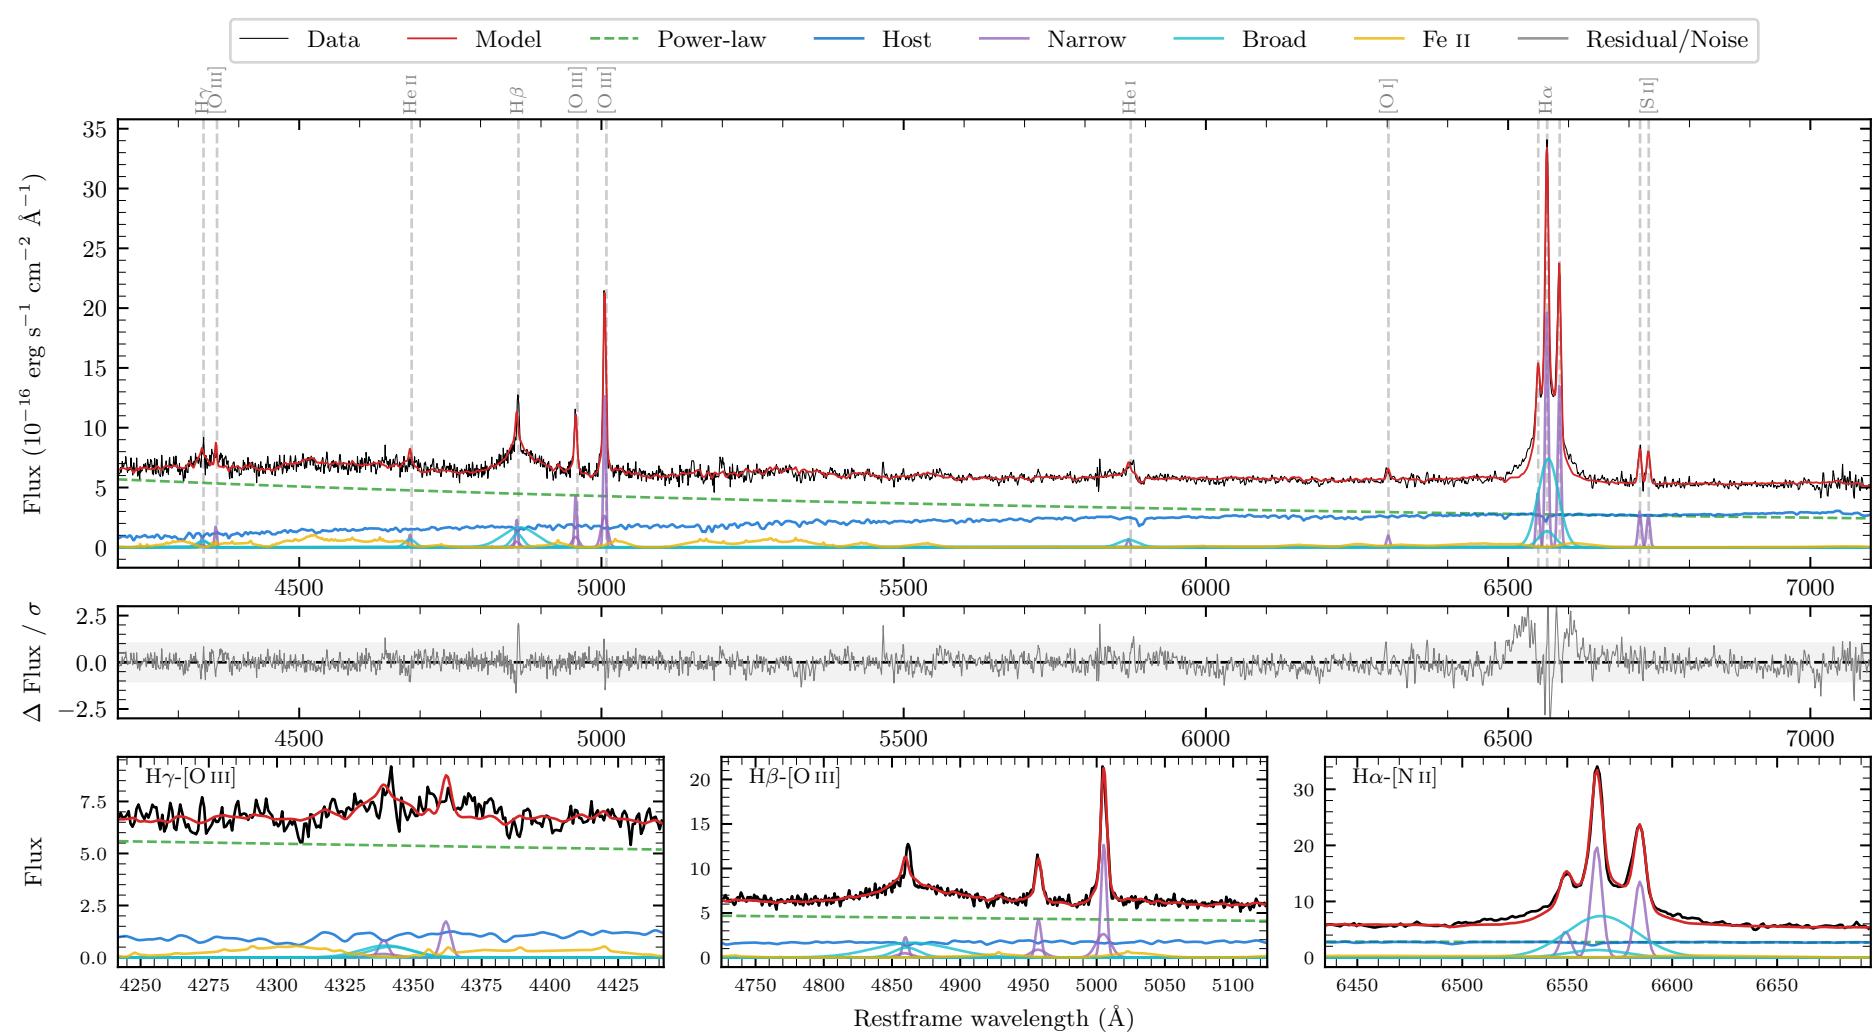 Data Model Power-law Host Narrow Broad Fe II Residual/Noise
Hγ [O III] He II Hβ [O III] [O III] He I [O I] Hα [S II]
Flux (10⁻¹⁶ erg s⁻¹ cm⁻² Å⁻¹)
35
30
25
20
15
10
5
0
4500 5000 5500 6000 6500 7000
Δ Flux / σ
2.5
0.0
−2.5
4500 5000 5500 6000 6500 7000
Flux
Hγ-[O III]
7.5
5.0
2.5
0.0
4250 4275 4300 4325 4350 4375 4400 4425
Hβ-[O III]
20
15
10
5
0
4750 4800 4850 4900 4950 5000 5050 5100
Hα-[N II]
30
20
10
0
6450 6500 6550 6600 6650
Restframe wavelength (Å)